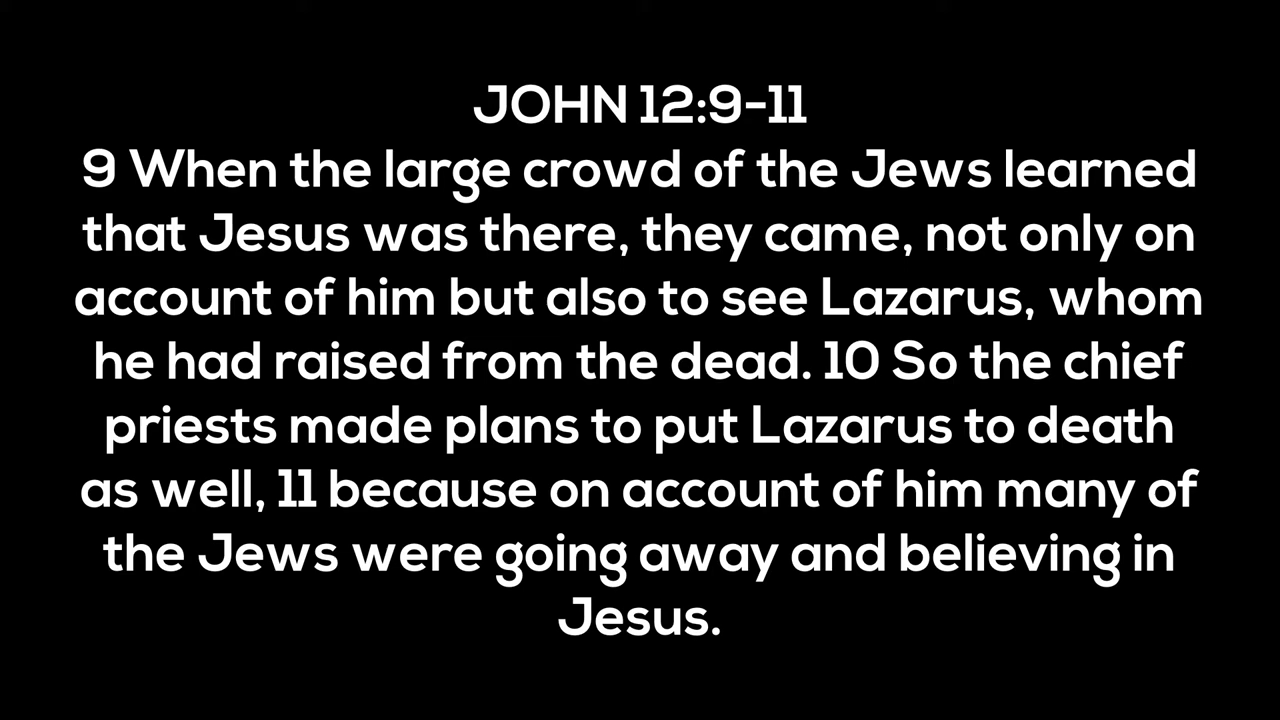 JOHN 12:9-11
9 When the large crowd of the Jews learned
that Jesus was there, they came, not only on
account of him but also to see Lazarus, whom
he had raised from the dead. 10 So the chief
priests made plans to put Lazarus to death
as well, 11 because on account of him many of
the Jews were going away and believing in
Jesus.